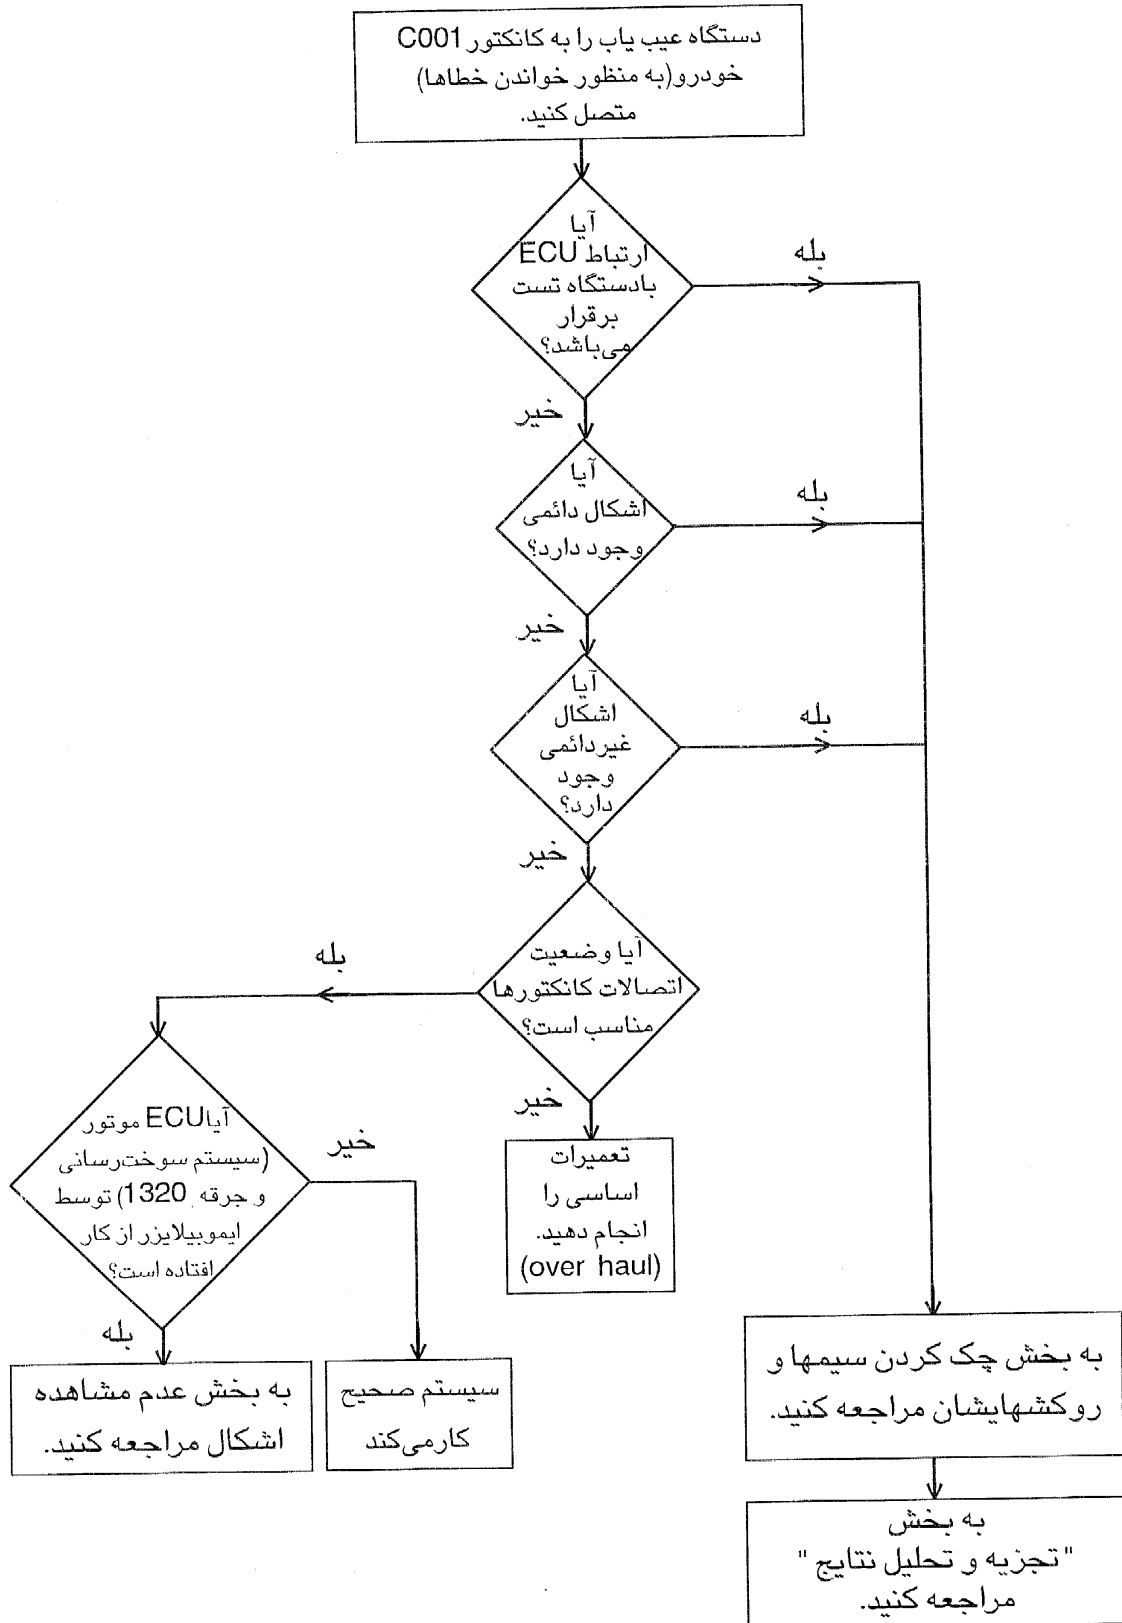 دستگاه عیب یاب را به کانکتور C001
خودرو(به منظور خواندن خطاها)
متصل کنید.
آیا
ارتباط ECU
بادستگاه تست
برقرار
می‌باشد؟
بله
خیر
آیا
اشکال دائمی
وجود دارد؟
بله
خیر
آیا
اشکال
غیردائمی
وجود
دارد؟
بله
خیر
آیا وضعیت
اتصالات کانکتورها
مناسب است؟
بله
خیر
آیا ECU موتور
(سیستم سوخت‌رسانی
و جرقه 1320) توسط
ایموبیلایزر از کار
افتاده است؟
خیر
بله
تعمیرات
اساسی را
انجام دهید.
(over haul)
به بخش چک کردن سیمها و
روکشهایشان مراجعه کنید.
سیستم صحیح
کارمی‌کند
به بخش عدم مشاهده
اشکال مراجعه کنید.
به بخش
"تجزیه و تحلیل نتایج "
مراجعه کنید.